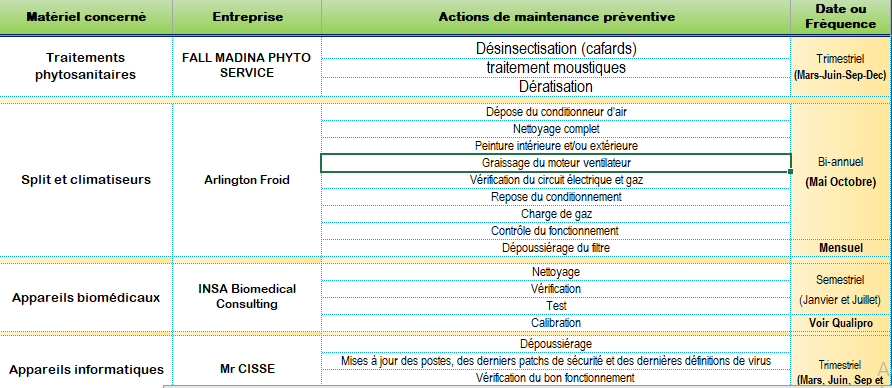 Matériel concerné
Entreprise
Actions de maintenance préventive
Date ou
Fréquence
Traitements
phytosanitaires
FALL MADINA PHYTO
SERVICE
Désinsectisation (cafards)
traitement moustiques
Dératisation
Trimestriel
(Mars-Juin-Sep-Dec)
Split et climatiseurs
Arlington Froid
Dépose du conditionneur d'air
Nettoyage complet
Peinture intérieure et/ou extérieure
Graissage du moteur ventilateur
Vérification du circuit électrique et gaz
Repose du conditionnement
Charge de gaz
Contrôle du fonctionnement
Dépoussiérage du filtre
Bi-annuel
(Mai Octobre)
Mensuel
Appareils biomédicaux
INSA Biomedical
Consulting
Nettoyage
Vérification
Test
Calibration
Semestriel
(Janvier et Juillet)
Voir Qualipro
Appareils informatiques
Mr CISSE
Dépoussiérage
Mises à jour des postes, des derniers patchs de sécurité et des dernières définitions de virus
Vérification du bon fonctionnement
Trimestriel
(Mars, Juin, Sep et